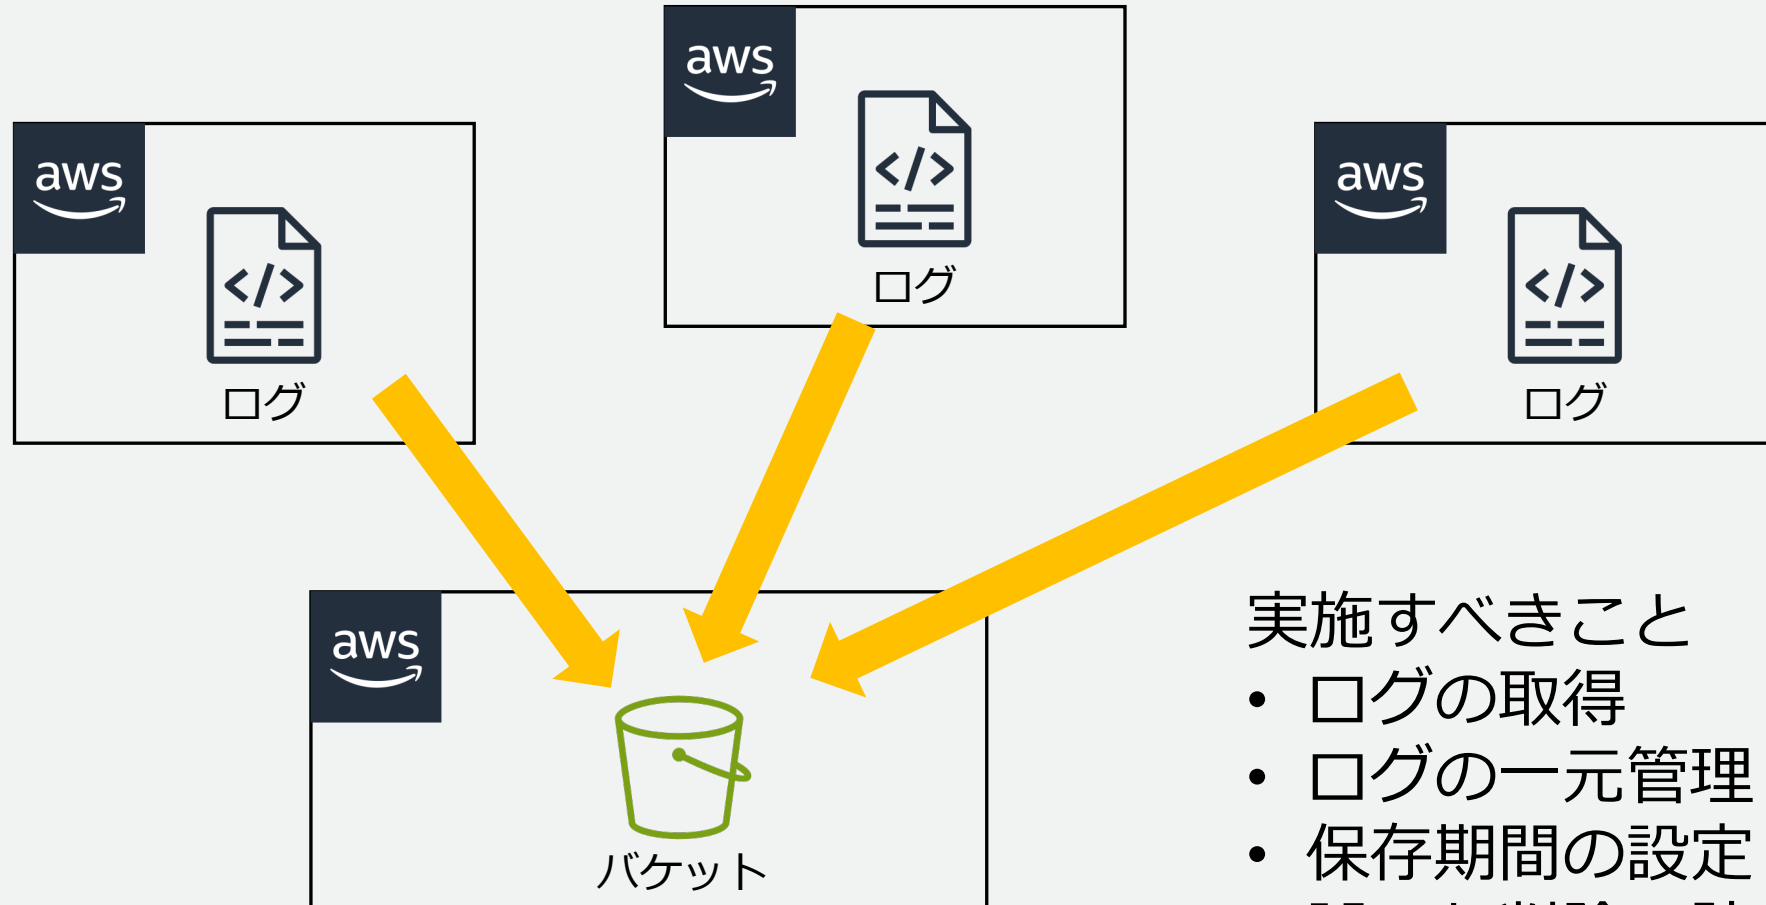 aws
ログ
aws
ログ
aws
ログ
aws
バケット
実施すべきこと
• ログの取得
• ログの一元管理
• 保存期間の設定